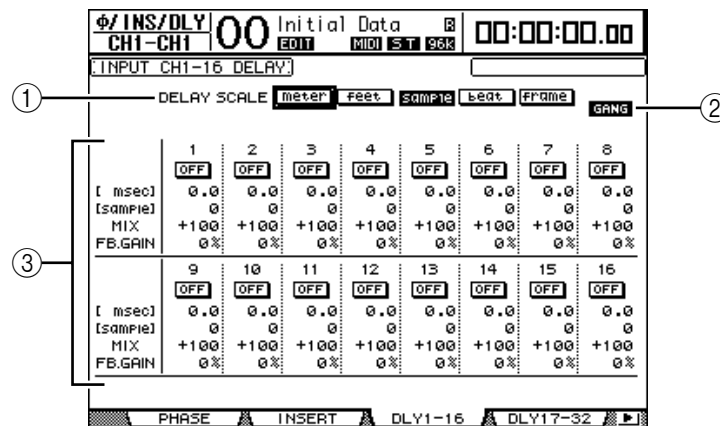 Φ/INS/DLY 00 Initial Data B 00:00:00.00
CH1-CH1 EDIT MIDI ST 96K
INPUT CH1-16 DELAY
① DELAY SCALE meter feet sample beat frame
GANG ②
③
1 2 3 4 5 6 7 8
OFF OFF OFF OFF OFF OFF OFF OFF
[ msec] 0.0 0.0 0.0 0.0 0.0 0.0 0.0 0.0
[sample] 0 0 0 0 0 0 0 0
MIX +100 +100 +100 +100 +100 +100 +100 +100
FB.GAIN 0% 0% 0% 0% 0% 0% 0% 0%
9 10 11 12 13 14 15 16
OFF OFF OFF OFF OFF OFF OFF OFF
[ msec] 0.0 0.0 0.0 0.0 0.0 0.0 0.0 0.0
[sample] 0 0 0 0 0 0 0 0
MIX +100 +100 +100 +100 +100 +100 +100 +100
FB.GAIN 0% 0% 0% 0% 0% 0% 0% 0%
PHASE INSERT DLY1-16 DLY17-32